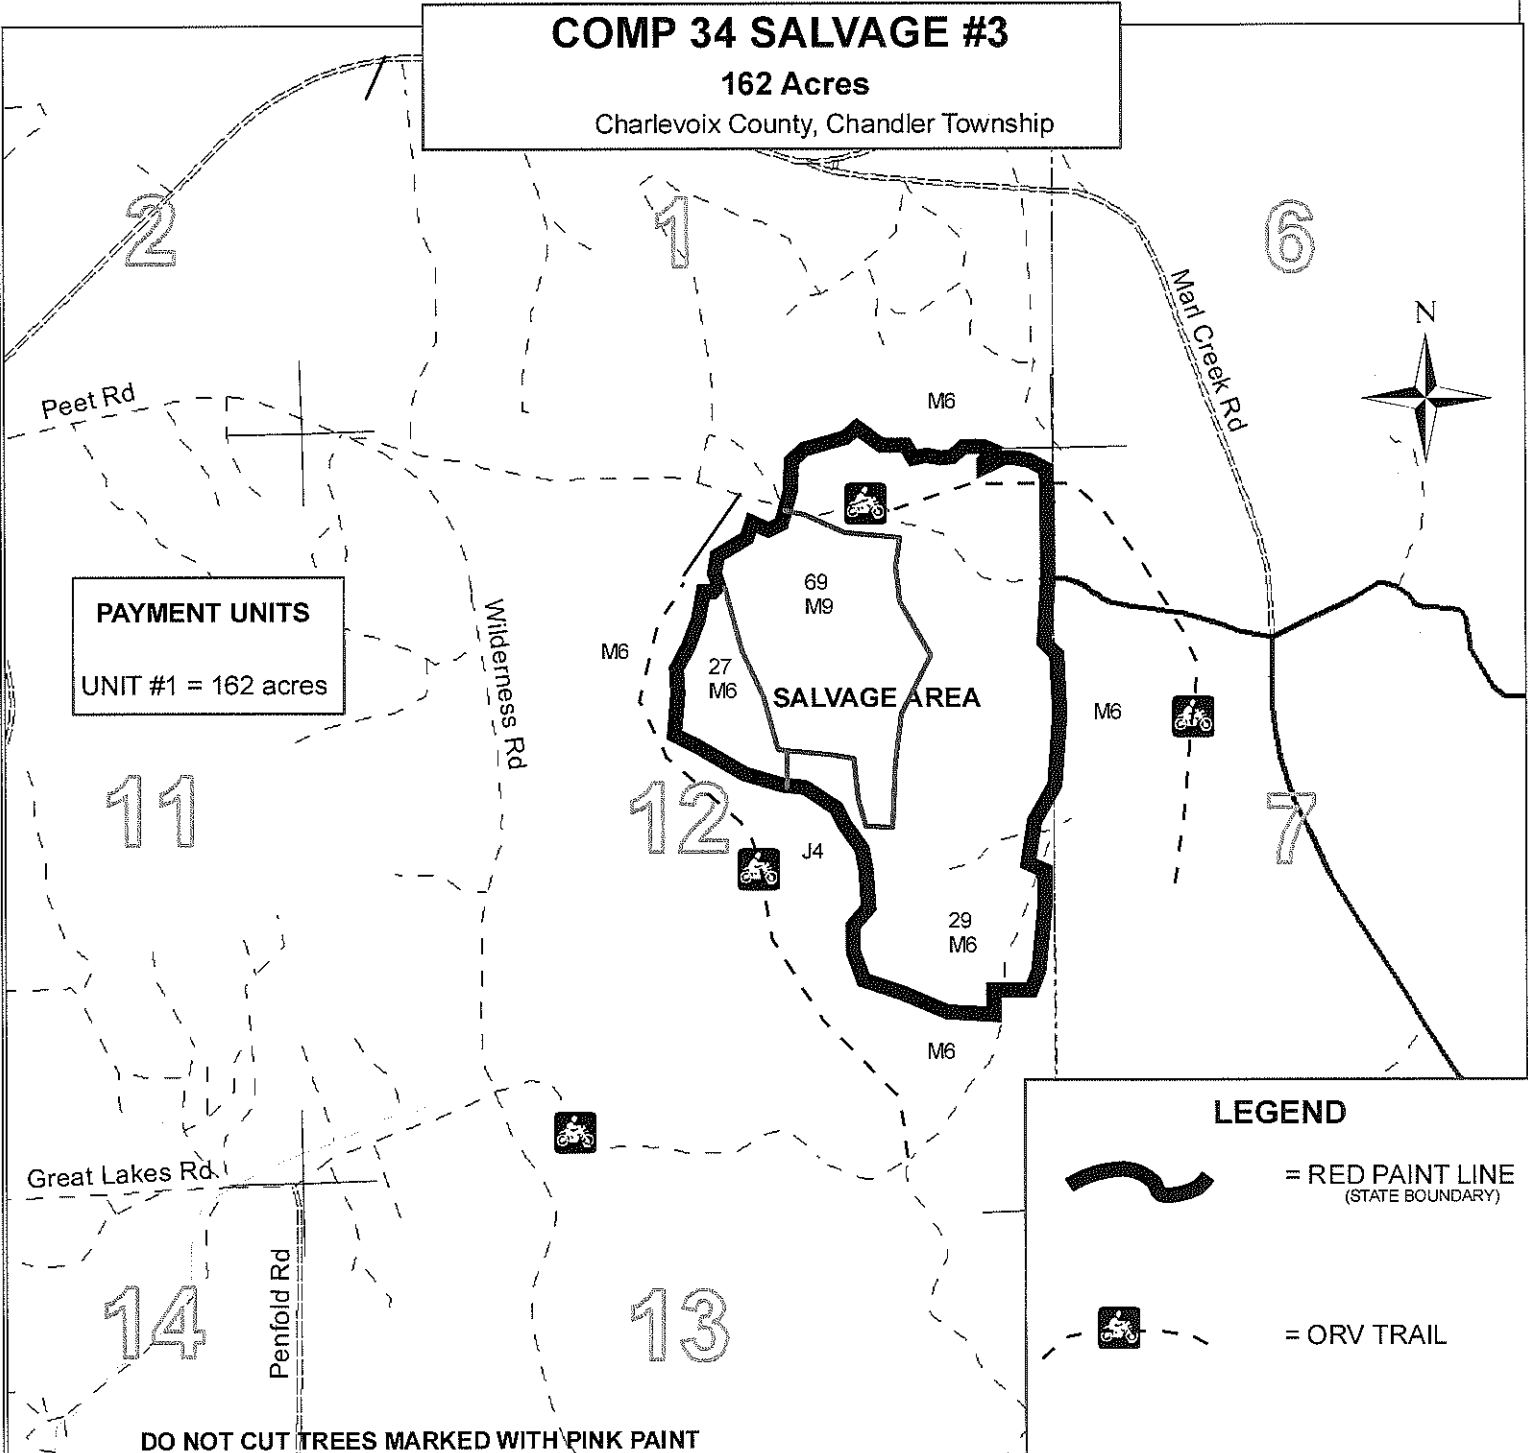 COMP 34 SALVAGE #3
162 Acres
Charlevoix County, Chandler Township
2
1
6
N
Marl Creek Rd
Peet Rd
M6
PAYMENT UNITS
UNIT #1 = 162 acres
Wilderness Rd
69
M9
M6
27
M6
SALVAGE AREA
M6
11
12
7
J4
29
M6
M6
LEGEND
= RED PAINT LINE
(STATE BOUNDARY)
= ORV TRAIL
Great Lakes Rd
Penfold Rd
14
13
DO NOT CUT TREES MARKED WITH PINK PAINT